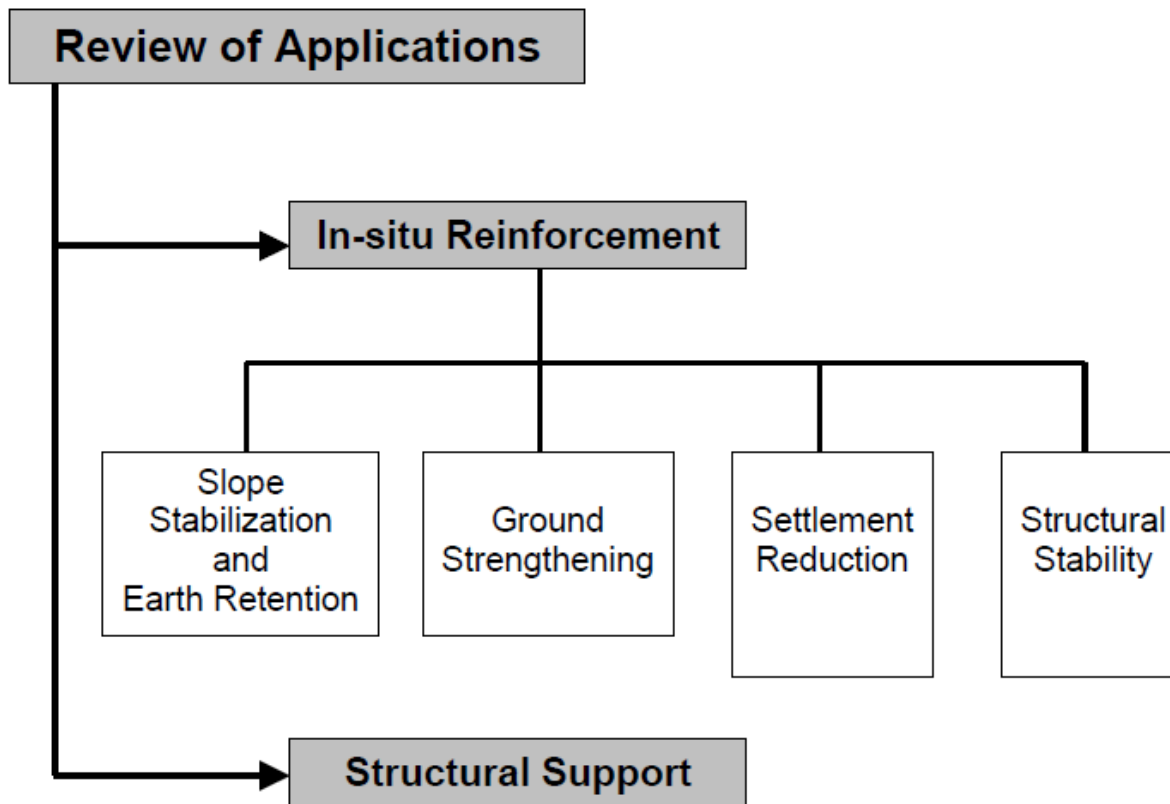 Review of Applications
In-situ Reinforcement
Slope
Stabilization
and
Earth Retention
Ground
Strengthening
Settlement
Reduction
Structural
Stability
Structural Support